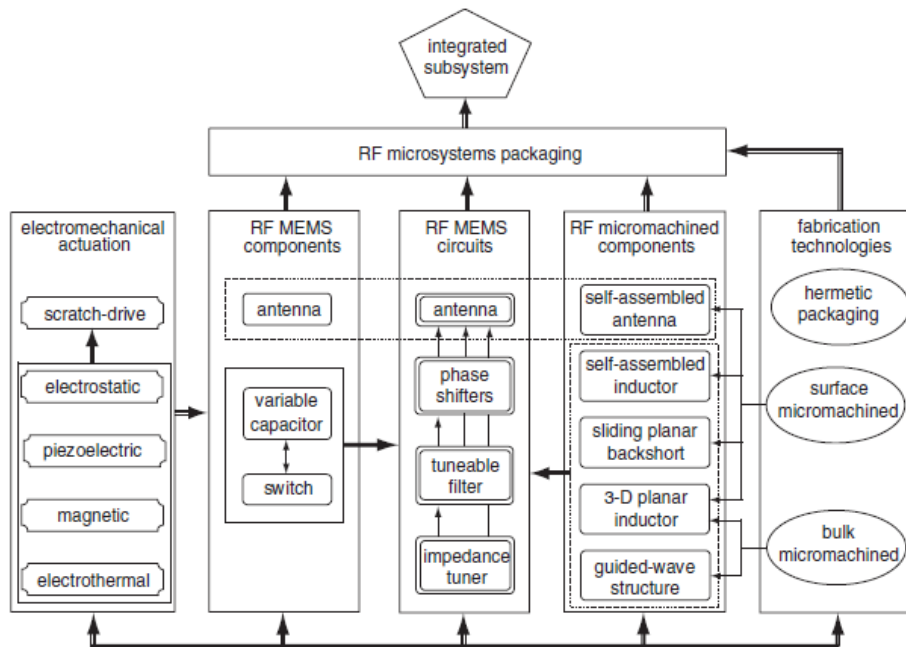 integrated
subsystem
RF microsystems packaging
electromechanical
actuation
scratch-drive
electrostatic
piezoelectric
magnetic
electrothermal
RF MEMS
components
antenna
variable
capacitor
switch
RF MEMS
circuits
antenna
phase
shifters
tuneable
filter
impedance
tuner
RF micromachined
components
self-assembled
antenna
self-assembled
inductor
sliding planar
backshort
3-D planar
inductor
guided-wave
structure
fabrication
technologies
hermetic
packaging
surface
micromachined
bulk
micromachined